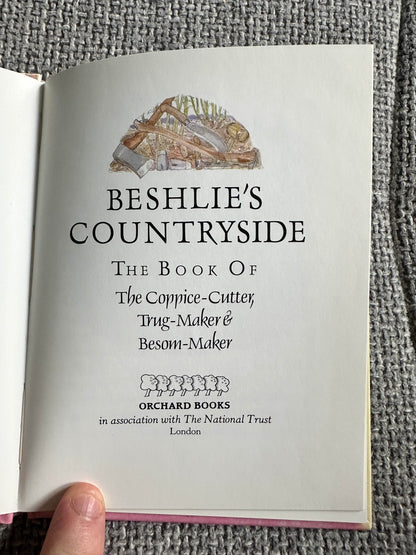 BESHLIE'S
COUNTRYSIDE
THE BOOK OF
The Coppice-Cutter,
Trug-Maker &
Besom-Maker
ORCHARD BOOKS
in association with The National Trust
London